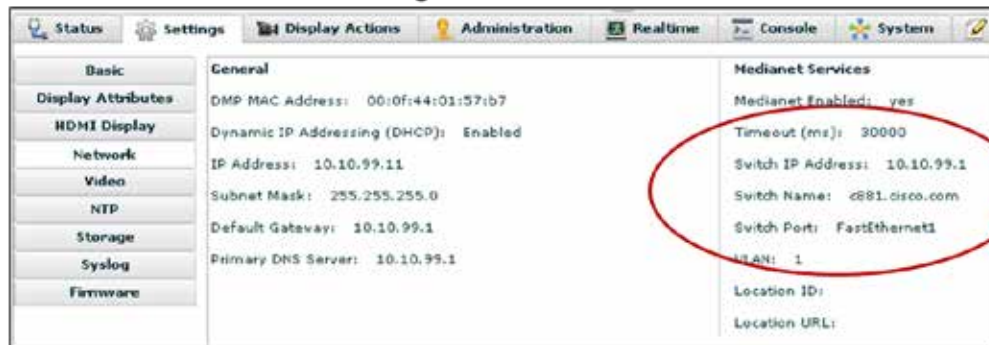 Status Settings Display Actions Administration Realtime Console System
Basic
Display Attributes
HDMI Display
Network
Video
NTP
Storage
Syslog
Firmware
General
DMP MAC Address: 00:0f:44:01:57:b7
Dynamic IP Addressing (DHCP): Enabled
IP Address: 10.10.99.11
Subnet Mask: 255.255.255.0
Default Gateway: 10.10.99.1
Primary DNS Server: 10.10.99.1
Medianet Services
Medianet Enabled: yes
Timeout (ms): 30000
Switch IP Address: 10.10.99.1
Switch Name: c881.cisco.com
Switch Port: FastEthernet1
VLAN: 1
Location ID:
Location URL: